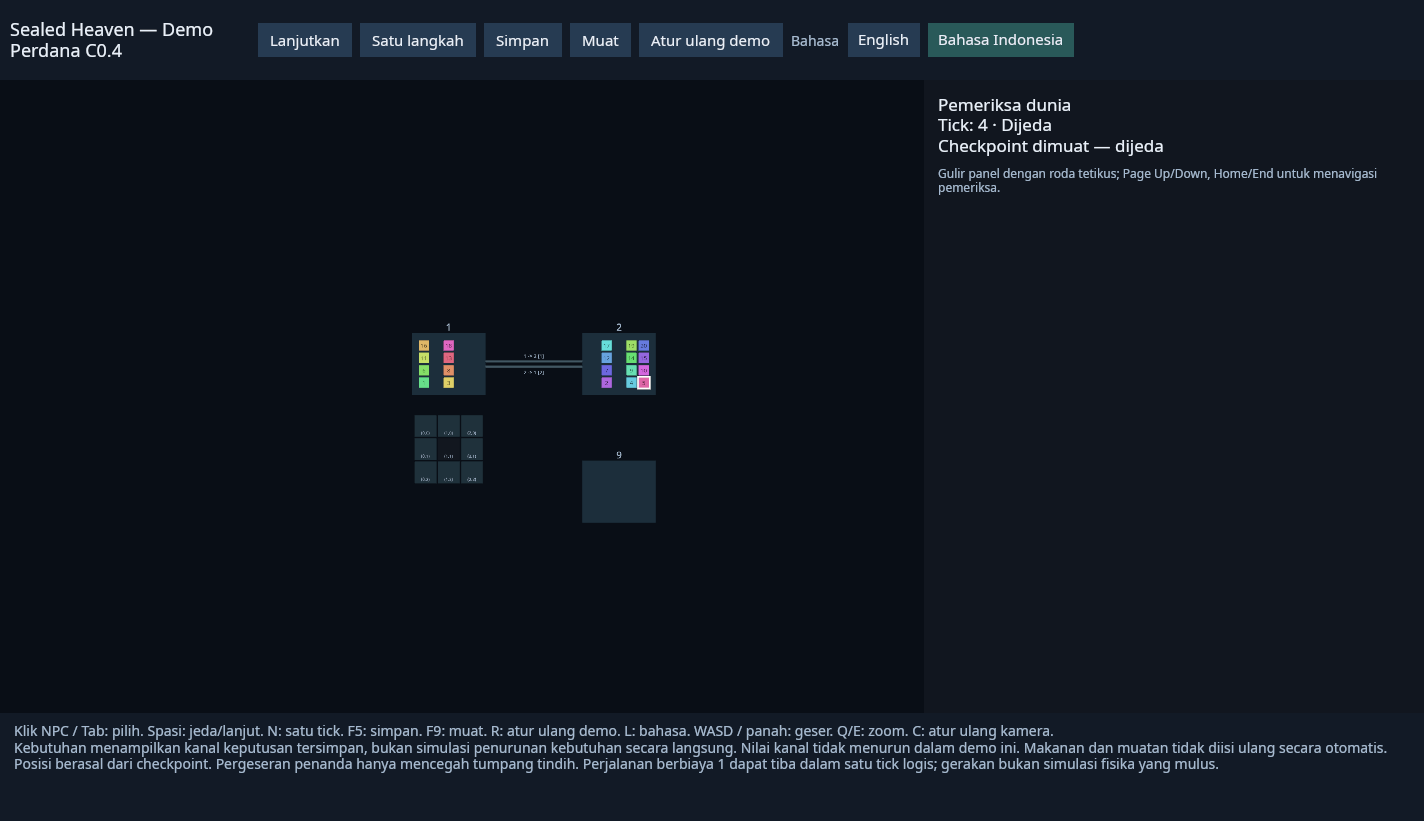 Sealed Heaven — Demo
Perdana C0.4
Lanjutkan
Satu langkah
Simpan
Muat
Atur ulang demo
Bahasa
English
Bahasa Indonesia
Pemeriksa dunia
Tick: 4 · Dijeda
Checkpoint dimuat — dijeda
Gulir panel dengan roda tetikus; Page Up/Down, Home/End untuk menavigasi
pemeriksa.
1
2
9
Klik NPC / Tab: pilih. Spasi: jeda/lanjut. N: satu tick. F5: simpan. F9: muat. R: atur ulang demo. L: bahasa. WASD / panah: geser. Q/E: zoom. C: atur ulang kamera.
Kebutuhan menampilkan kanal keputusan tersimpan, bukan simulasi penurunan kebutuhan secara langsung. Nilai kanal tidak menurun dalam demo ini. Makanan dan muatan tidak diisi ulang secara otomatis.
Posisi berasal dari checkpoint. Pergeseran penanda hanya mencegah tumpang tindih. Perjalanan berbiaya 1 dapat tiba dalam satu tick logis; gerakan bukan simulasi fisika yang mulus.